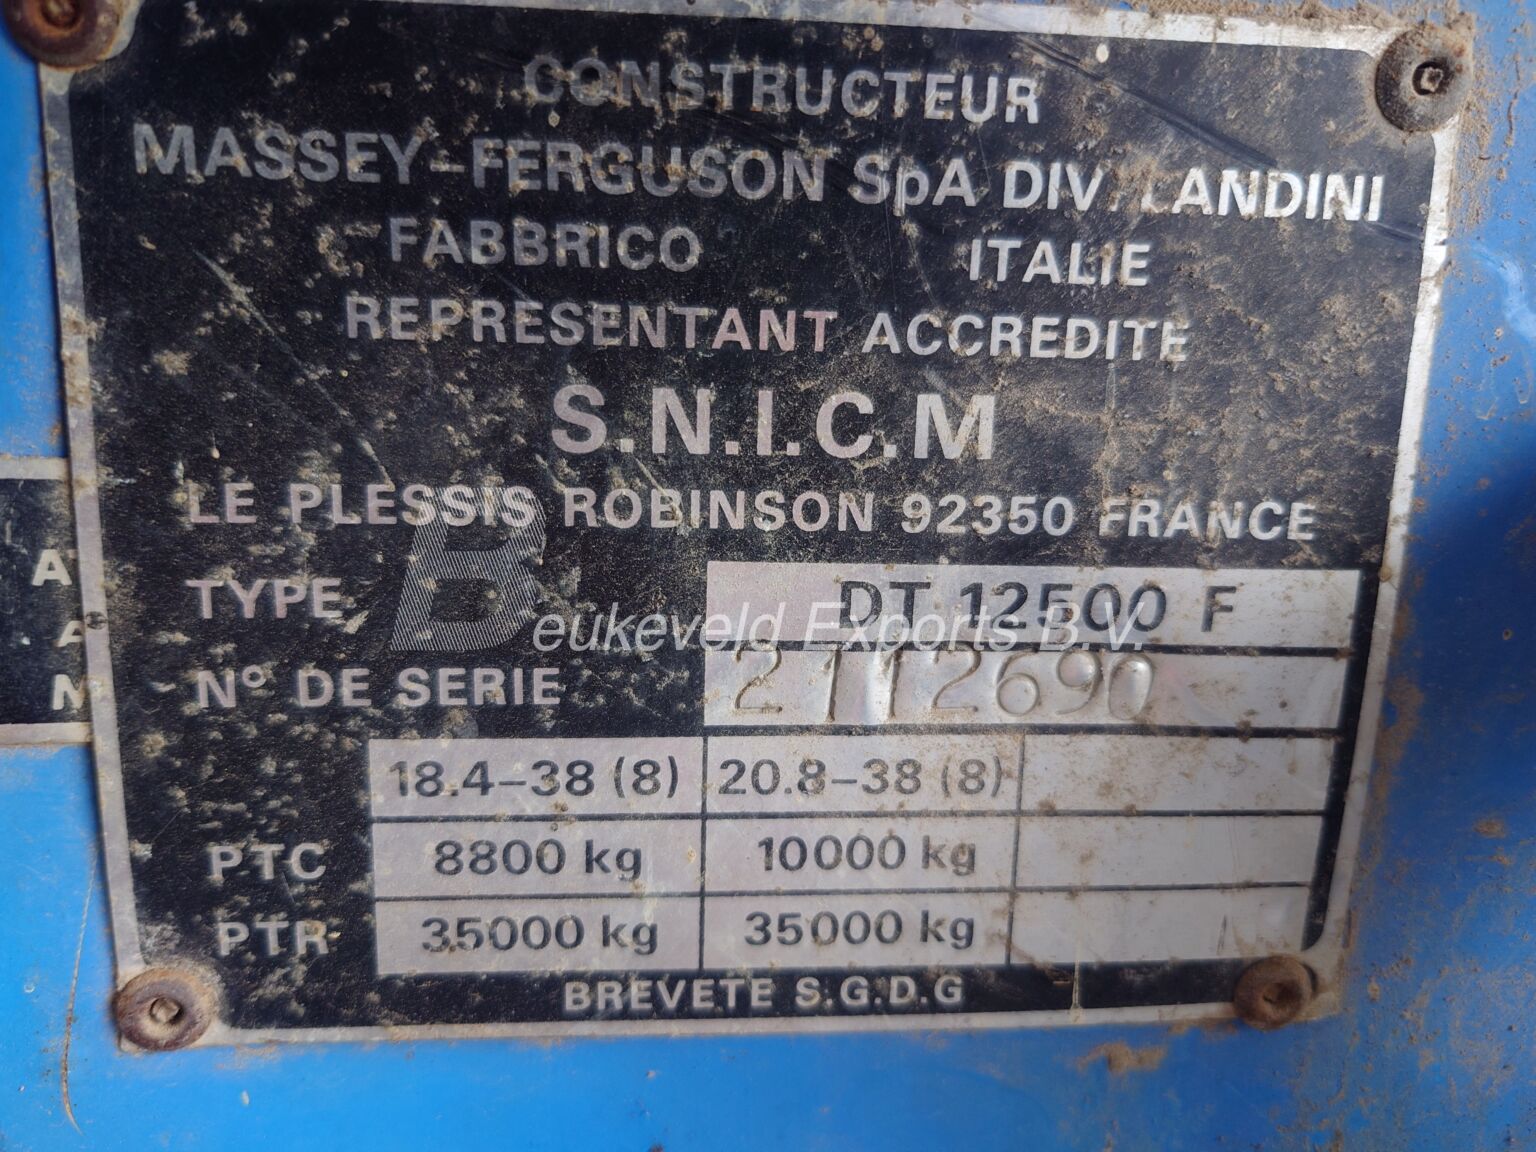 CONSTRUCTEUR
MASSEY-FERGUSON SpA DIV. LANDINI
FABBRICO ITALIE
REPRESENTANT ACCREDITE
S.N.I.C.M
LE PLESSIS ROBINSON 92350 FRANCE
TYPE DT 12500 F
Beukeveld Exports B.V.
N° DE SERIE 2112690
18.4-38 (8) 20.8-38 (8)
PTC 8800 kg 10000 kg
PTR 35000 kg 35000 kg
BREVETE S.G.D.G
A
A
M